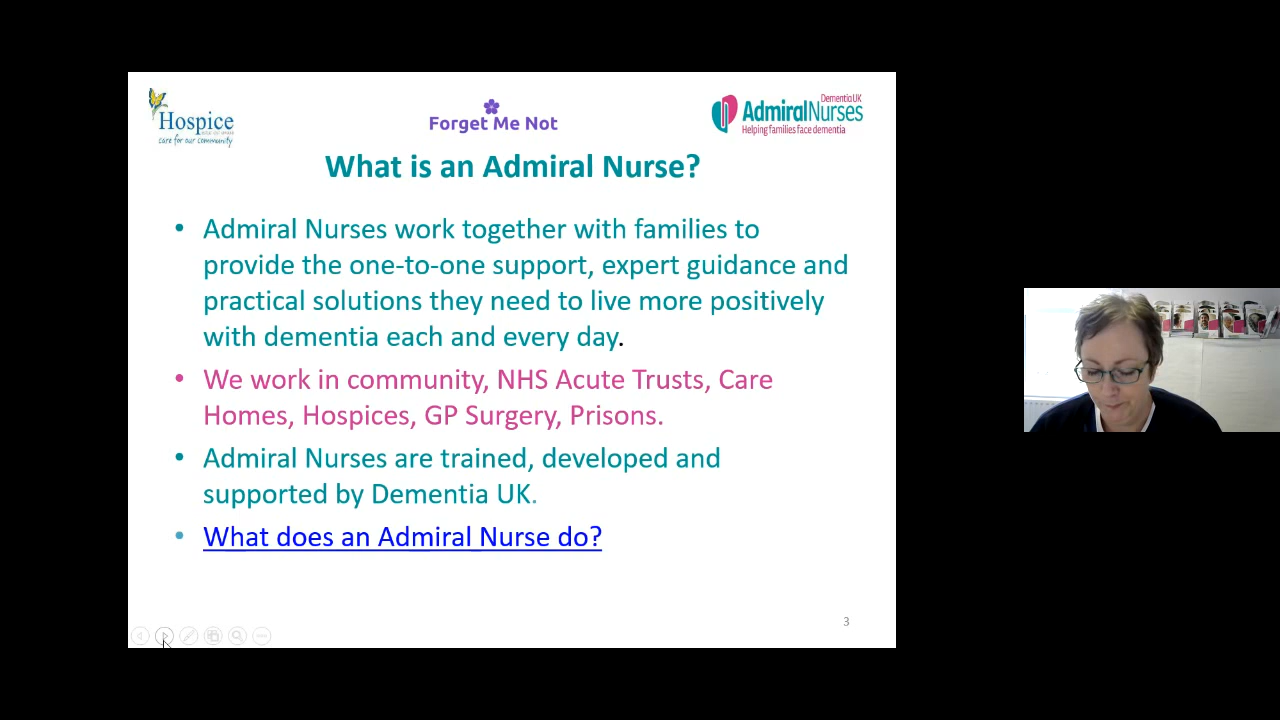 Hospice
care for our community
Forget Me Not
DementiaUK
AdmiralNurses
Helping families face dementia
What is an Admiral Nurse?
• Admiral Nurses work together with families to
provide the one-to-one support, expert guidance and
practical solutions they need to live more positively
with dementia each and every day.
• We work in community, NHS Acute Trusts, Care
Homes, Hospices, GP Surgery, Prisons.
• Admiral Nurses are trained, developed and
supported by Dementia UK.
• What does an Admiral Nurse do?
3